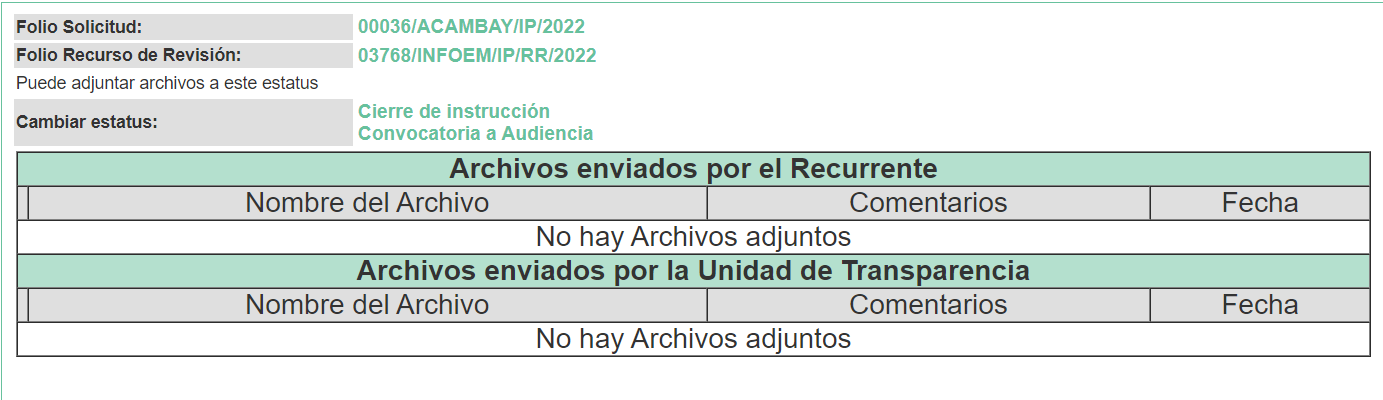 Folio Solicitud: 00036/ACAMBAY/IP/2022
Folio Recurso de Revisión: 03768/INFOEM/IP/RR/2022
Puede adjuntar archivos a este estatus
Cambiar estatus: Cierre de instrucción
Convocatoria a Audiencia
Archivos enviados por el Recurrente
Nombre del Archivo Comentarios Fecha
No hay Archivos adjuntos
Archivos enviados por la Unidad de Transparencia
Nombre del Archivo Comentarios Fecha
No hay Archivos adjuntos